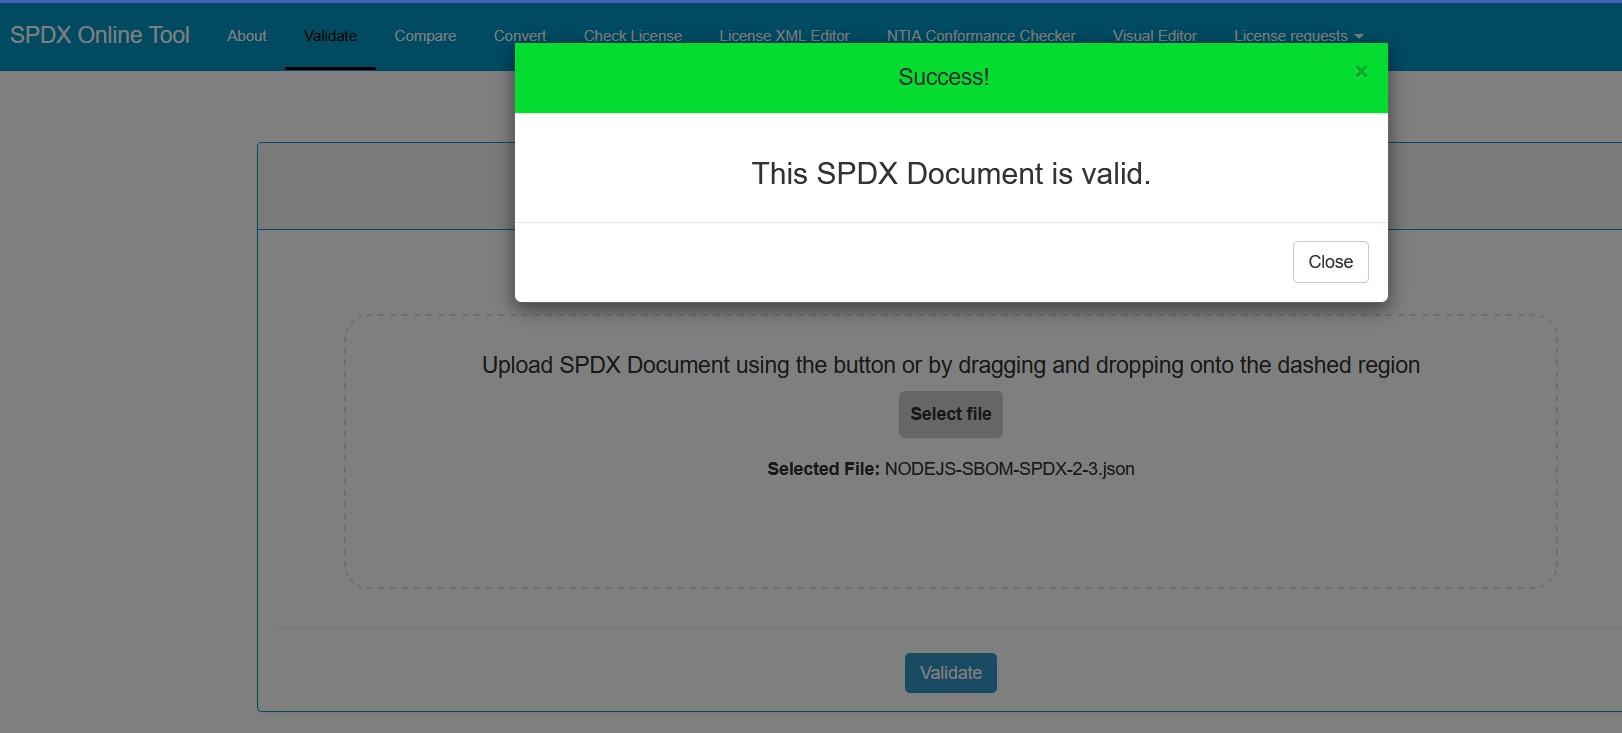 SPDX Online Tool About Validate Compare Convert Check License License XML Editor NTIA Conformance Checker Visual Editor License requests
Success! ×
This SPDX Document is valid.
Close
Upload SPDX Document using the button or by dragging and dropping onto the dashed region
Select file
Selected File: NODEJS-SBOM-SPDX-2-3.json
Validate